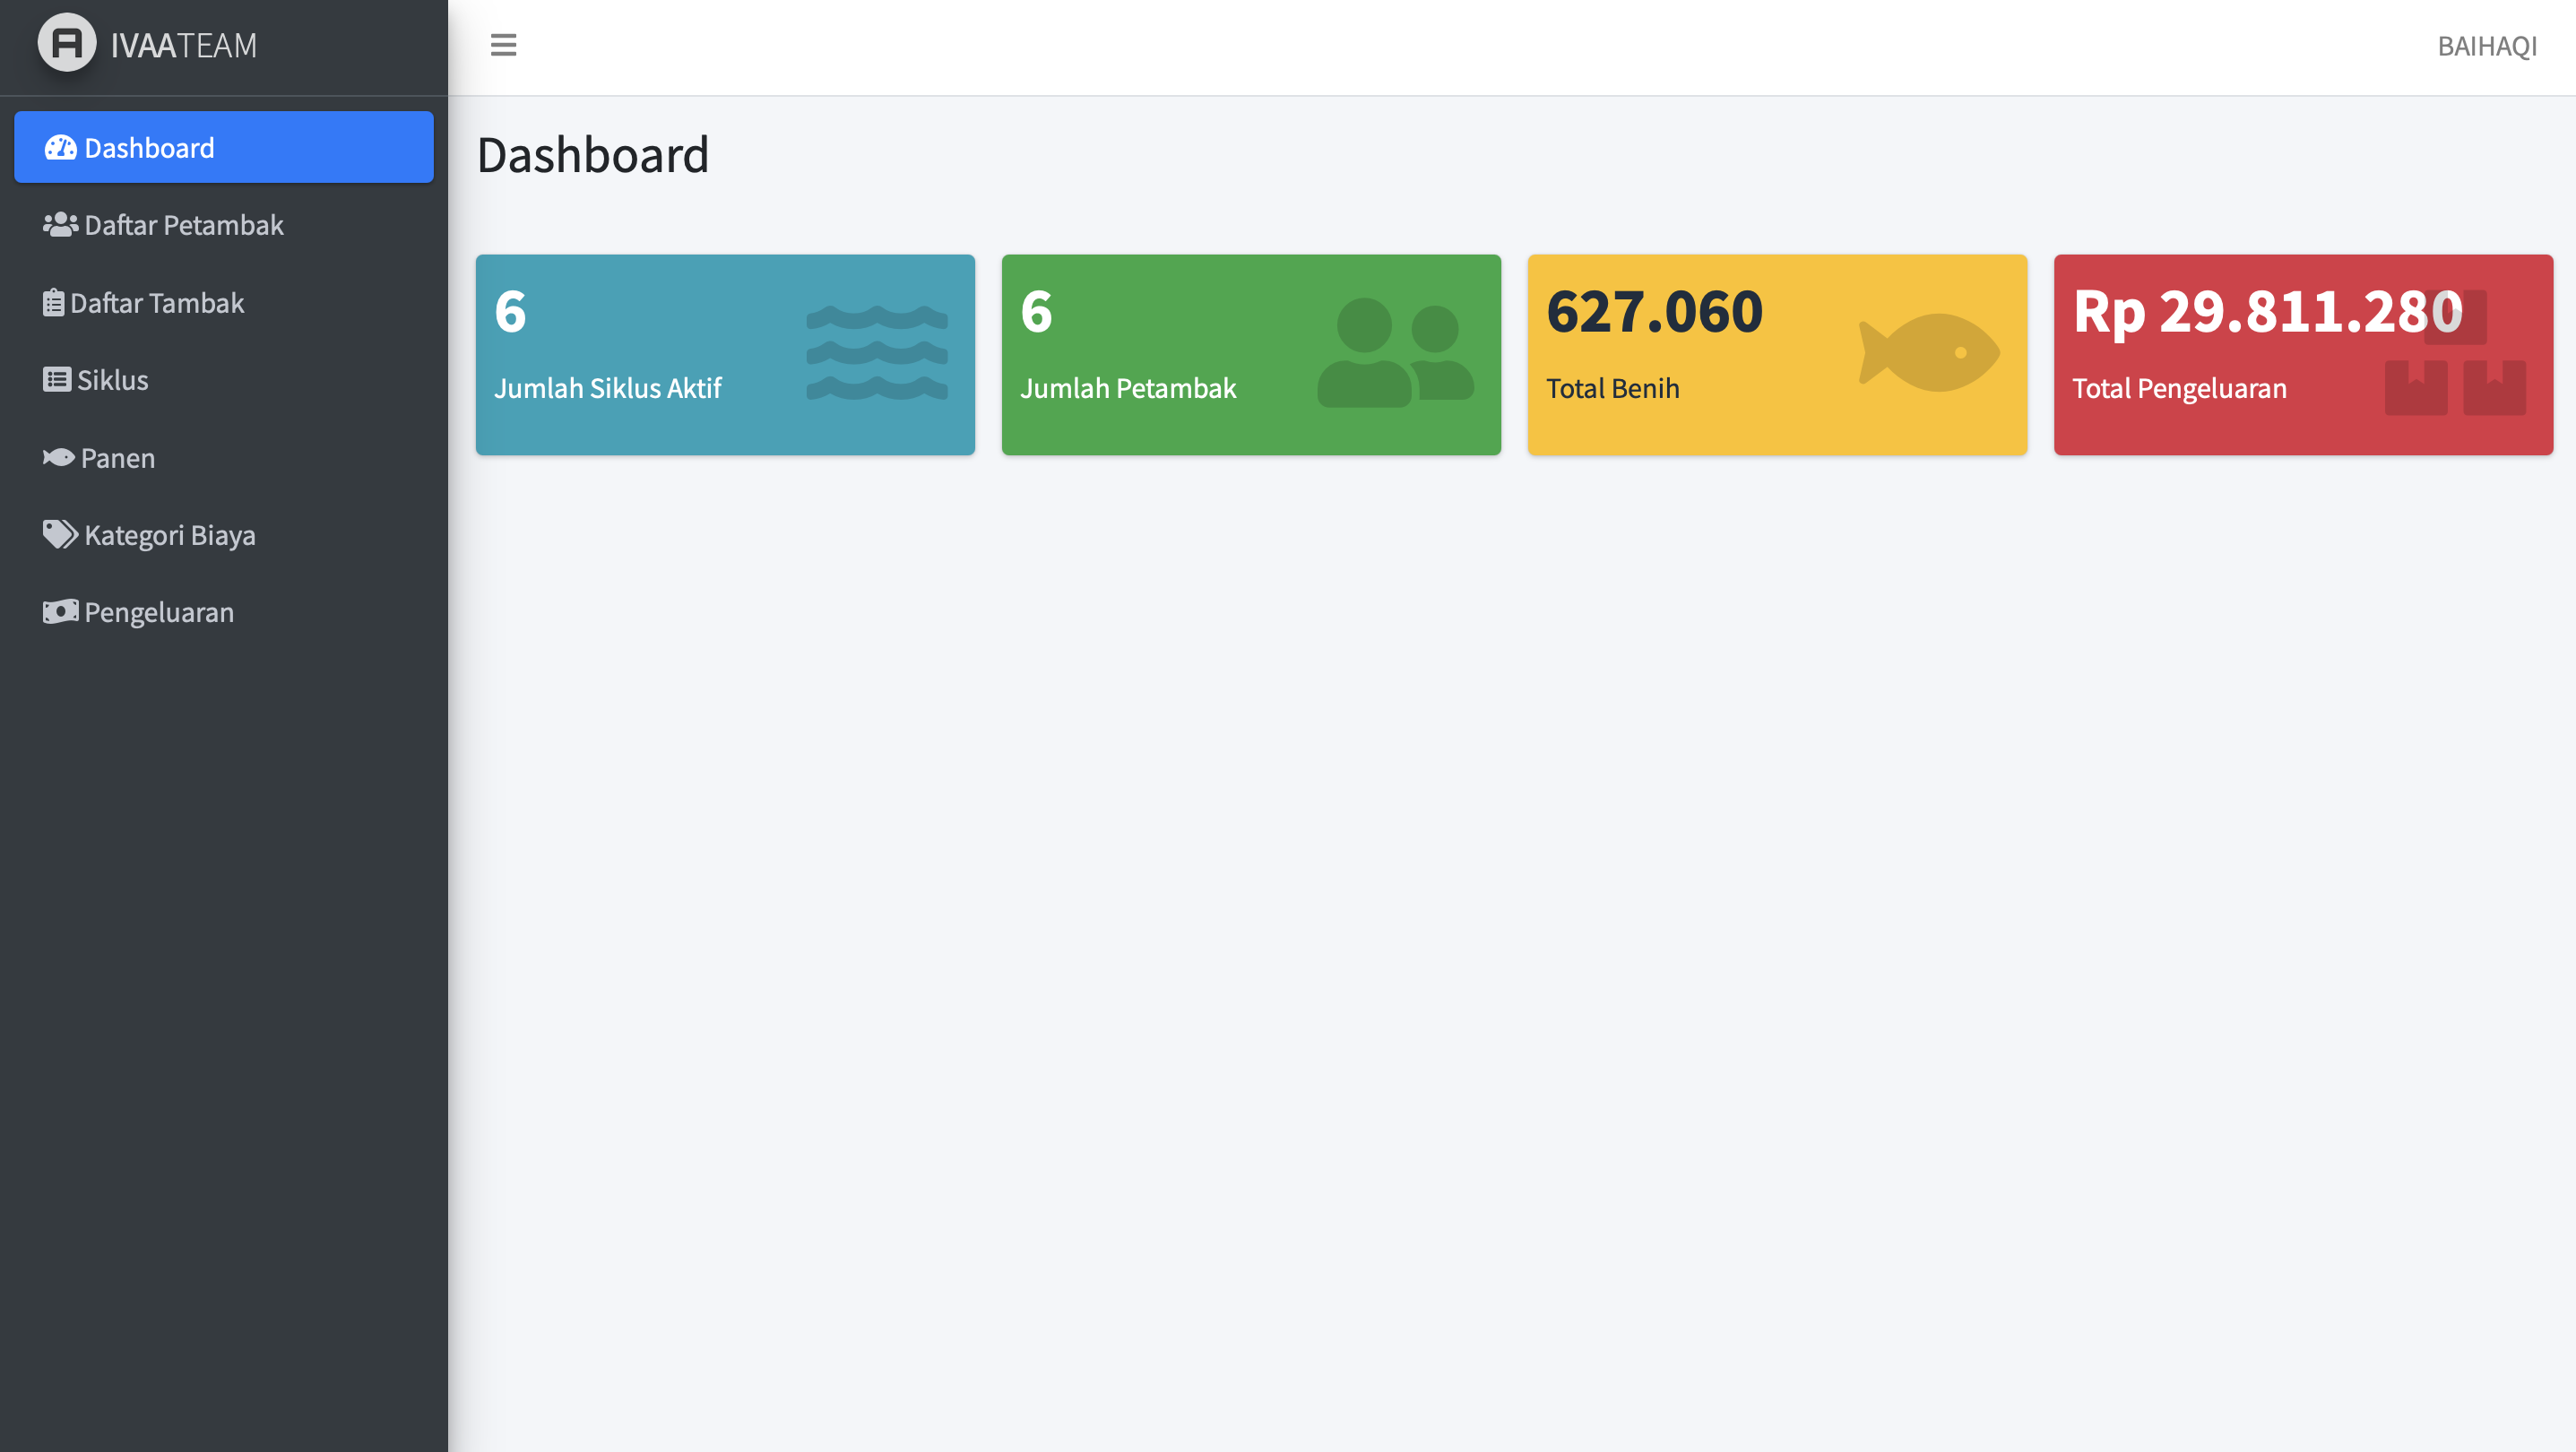 IVAATEAM
BAIHAQI
Dashboard
Daftar Petambak
Daftar Tambak
Siklus
Panen
Kategori Biaya
Pengeluaran
Dashboard
6
Jumlah Siklus Aktif
6
Jumlah Petambak
627.060
Total Benih
Rp 29.811.280
Total Pengeluaran